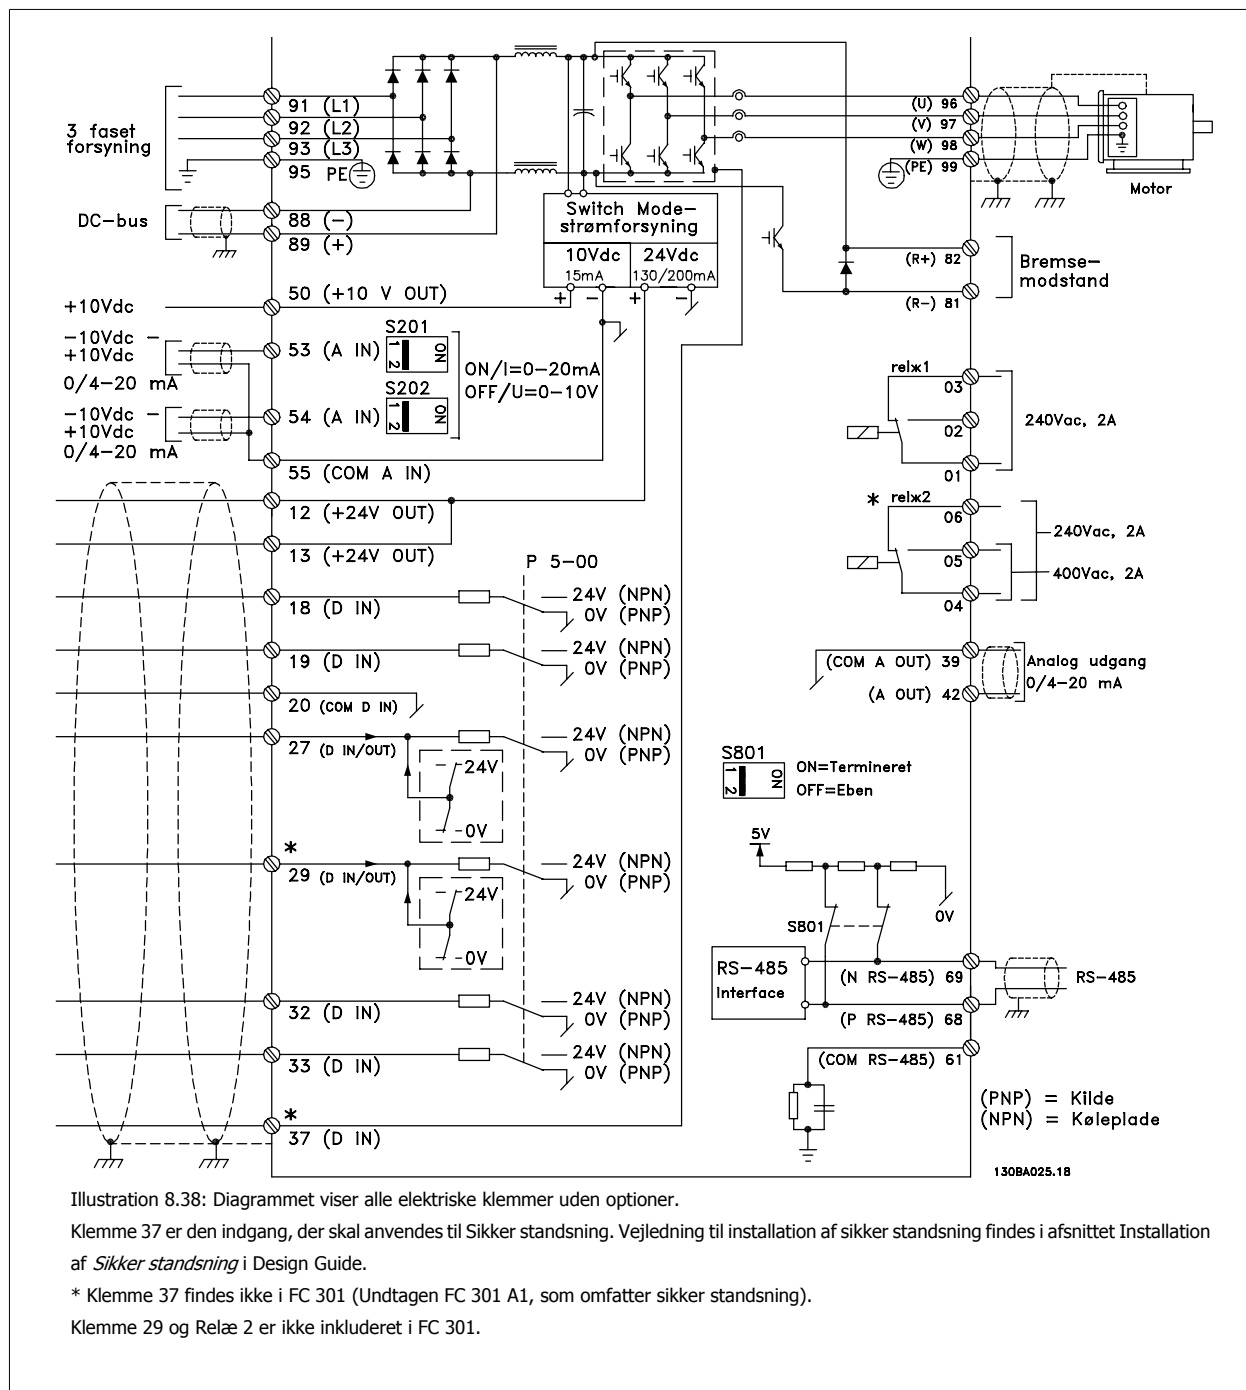 3 faset
forsyning
91 (L1)
92 (L2)
93 (L3)
95 PE
DC-bus
88 (-)
89 (+)
Switch Mode-
strømforsyning
10Vdc
15mA
24Vdc
130/200mA
+ - + -
(U) 96
(V) 97
(W) 98
(PE) 99
Motor
(R+) 82
(R-) 81
Bremse-
modstand
+10Vdc
50 (+10 V OUT)
-10Vdc -
+10Vdc
0/4-20 mA
53 (A IN)
S201
1 2
ON
ON/I=0-20mA
OFF/U=0-10V
-10Vdc -
+10Vdc
0/4-20 mA
54 (A IN)
S202
1 2
ON
55 (COM A IN)
12 (+24V OUT)
13 (+24V OUT)
P 5-00
18 (D IN)
24V (NPN)
0V (PNP)
19 (D IN)
24V (NPN)
0V (PNP)
20 (COM D IN)
27 (D IN/OUT)
24V (NPN)
0V (PNP)
24V
0V
*
29 (D IN/OUT)
24V (NPN)
0V (PNP)
24V
0V
32 (D IN)
24V (NPN)
0V (PNP)
33 (D IN)
24V (NPN)
0V (PNP)
*
37 (D IN)
relж1
03
02
01
240Vac, 2A
* relж2
06
05
04
240Vac, 2A
400Vac, 2A
(COM A OUT) 39
(A OUT) 42
Analog udgang
0/4-20 mA
S801
1 2
ON
ON=Termineret
OFF=Eben
5V
S801
0V
RS-485
Interface
(N RS-485) 69
(P RS-485) 68
RS-485
(COM RS-485) 61
(PNP) = Kilde
(NPN) = Køleplade
130BA025.18
Illustration 8.38: Diagrammet viser alle elektriske klemmer uden optioner.
Klemme 37 er den indgang, der skal anvendes til Sikker standsning. Vejledning til installation af sikker standsning findes i afsnittet Installation
af Sikker standsning i Design Guide.
* Klemme 37 findes ikke i FC 301 (Undtagen FC 301 A1, som omfatter sikker standsning).
Klemme 29 og Relæ 2 er ikke inkluderet i FC 301.